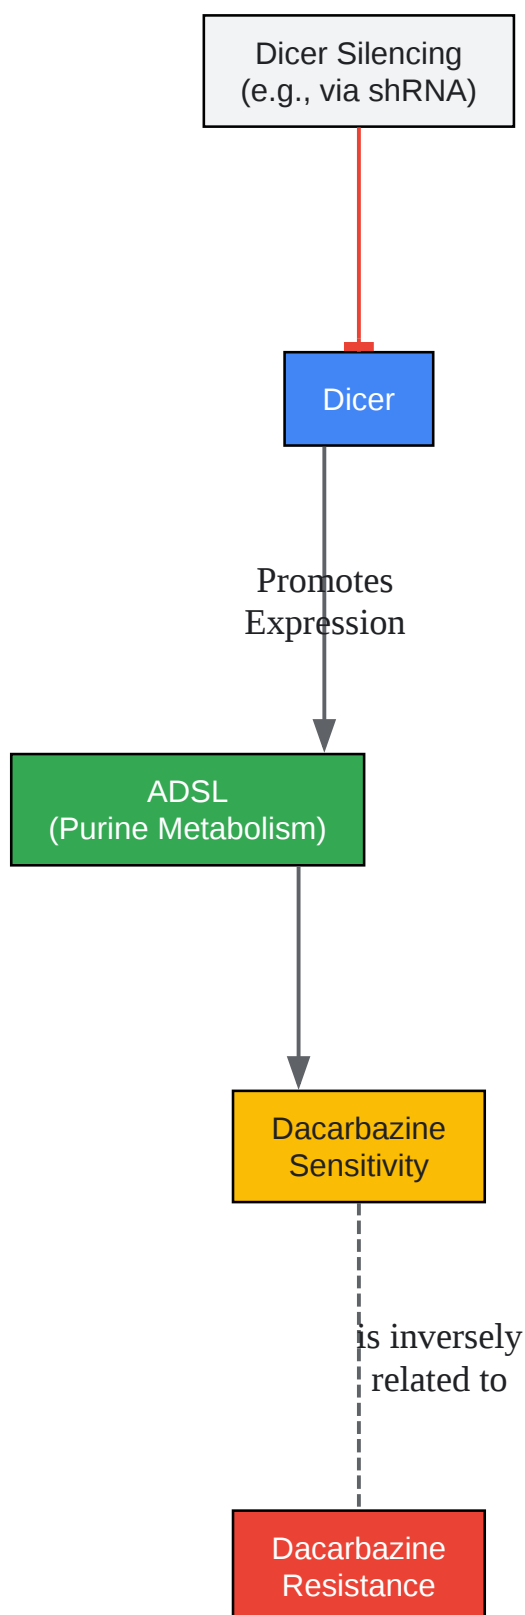 Dicer Silencing
(e.g., via shRNA)
Dicer
Promotes
Expression
ADSL
(Purine Metabolism)
Dacarbazine
Sensitivity
is inversely
related to
Dacarbazine
Resistance